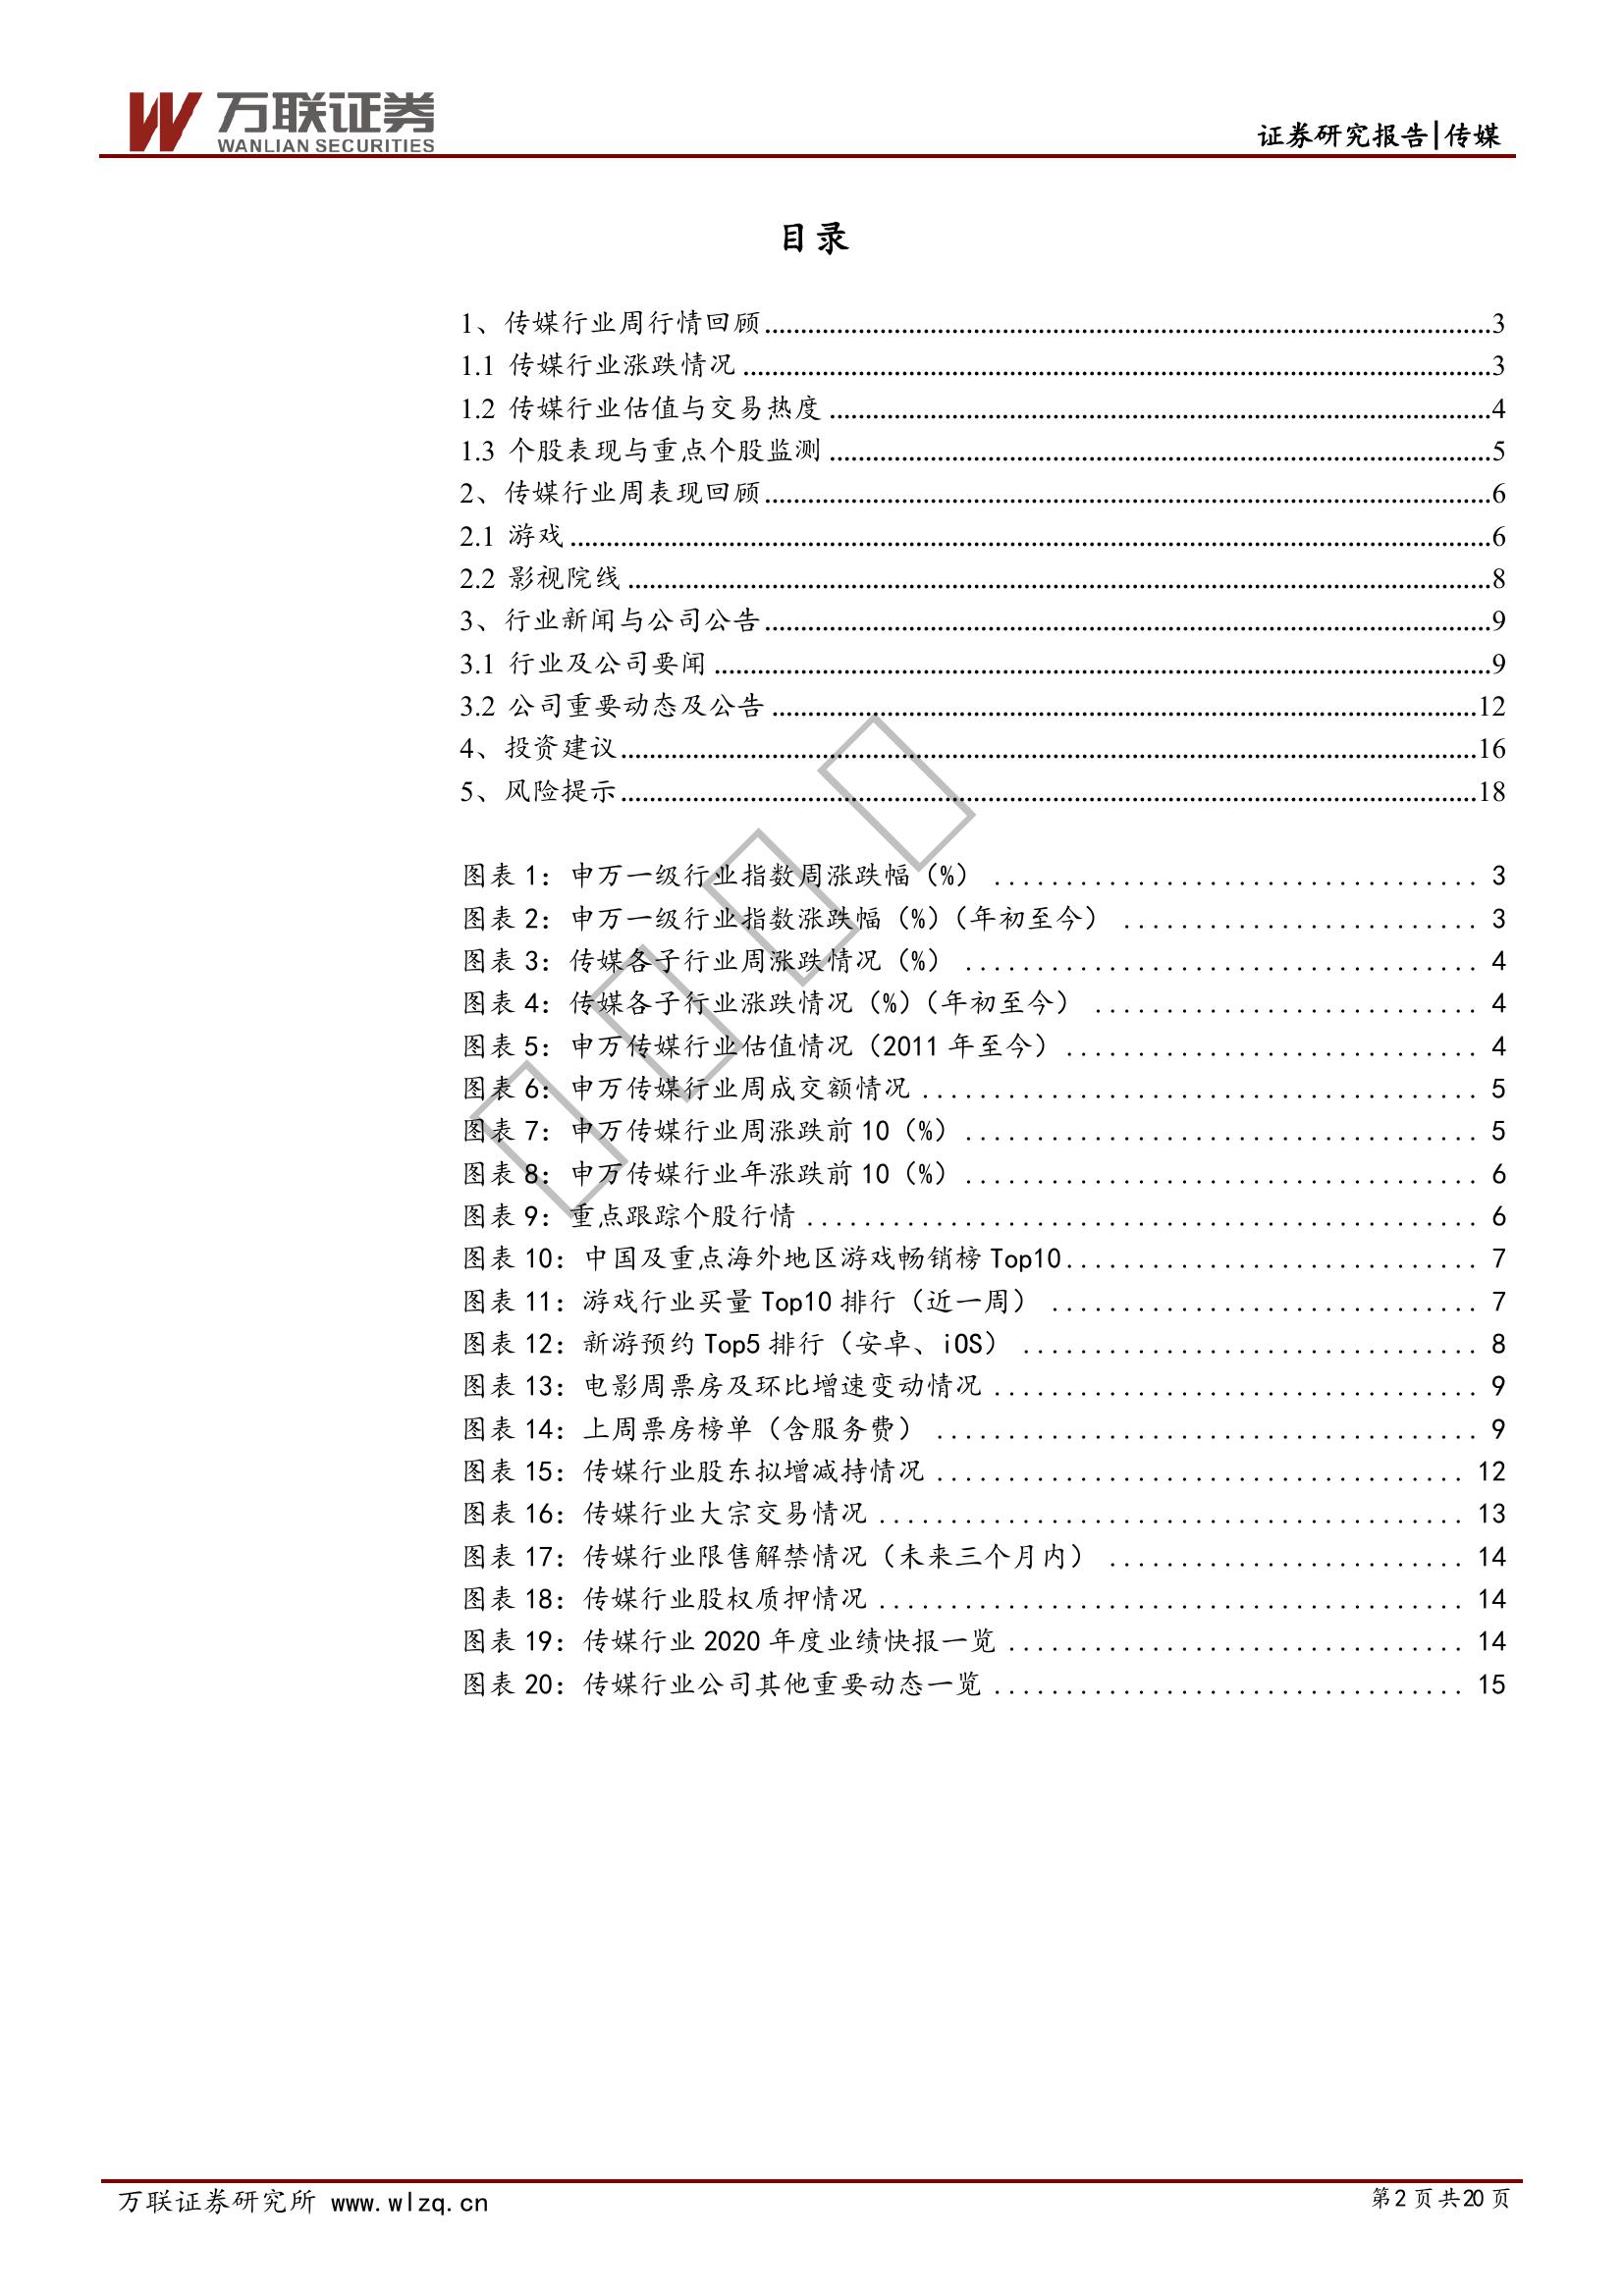 万联证券
WANLIAN SECURITIES
证券研究报告|传媒
目录
1、传媒行业周行情回顾....................3
1.1 传媒行业涨跌情况....................3
1.2 传媒行业估值与交易热度....................4
1.3 个股表现与重点个股监测....................5
2、传媒行业周表现回顾....................6
2.1 游戏....................6
2.2 影视院线....................8
3、行业新闻与公司公告....................9
3.1 行业及公司要闻....................9
3.2 公司重要动态及公告....................12
4、投资建议....................16
5、风险提示....................18
图表 1：申万一级行业指数周涨跌幅（%） .................... 3
图表 2：申万一级行业指数涨跌幅（%）（年初至今） .................... 3
图表 3：传媒各子行业周涨跌情况（%） .................... 4
图表 4：传媒各子行业涨跌情况（%）（年初至今） .................... 4
图表 5：申万传媒行业估值情况（2011 年至今）.................... 4
图表 6：申万传媒行业周成交额情况 .................... 5
图表 7：申万传媒行业周涨跌前 10（%）.................... 5
图表 8：申万传媒行业年涨跌前 10（%）.................... 6
图表 9：重点跟踪个股行情 .................... 6
图表 10：中国及重点海外地区游戏畅销榜 Top10.................... 7
图表 11：游戏行业买量 Top10 排行（近一周） .................... 7
图表 12：新游预约 Top5 排行（安卓、iOS） .................... 8
图表 13：电影周票房及环比增速变动情况 .................... 9
图表 14：上周票房榜单（含服务费） .................... 9
图表 15：传媒行业股东拟增减持情况 .................... 12
图表 16：传媒行业大宗交易情况 .................... 13
图表 17：传媒行业限售解禁情况（未来三个月内） .................... 14
图表 18：传媒行业股权质押情况 .................... 14
图表 19：传媒行业 2020 年度业绩快报一览 .................... 14
图表 20：传媒行业公司其他重要动态一览 .................... 15
万联证券研究所 www.wlzq.cn
第 2 页 共 20 页